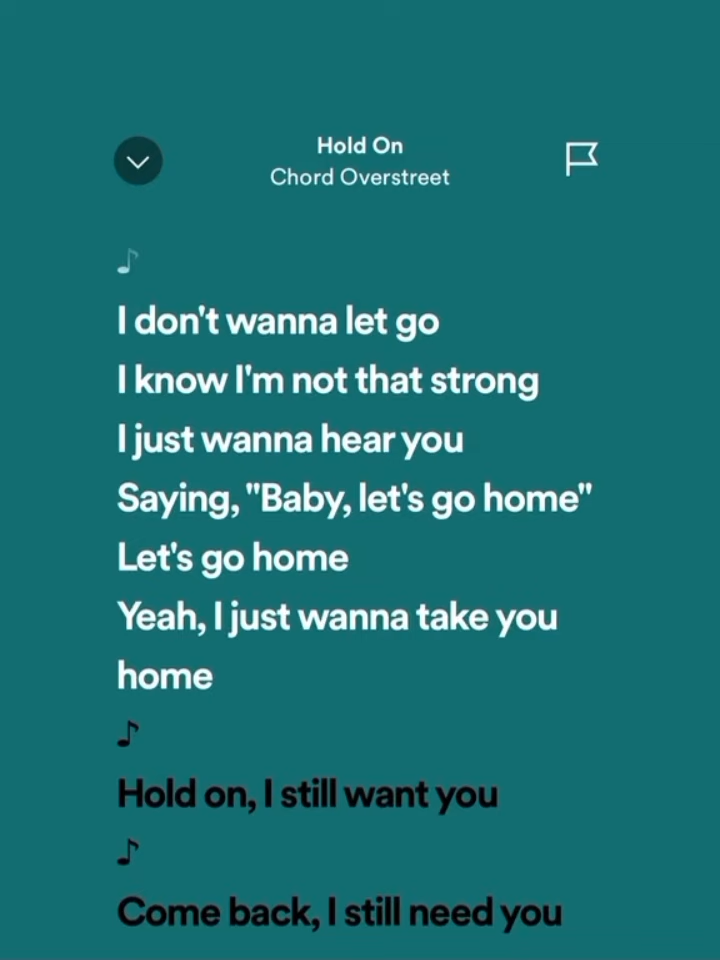 Hold On
Chord Overstreet
♪
I don't wanna let go
I know I'm not that strong
I just wanna hear you
Saying, "Baby, let's go home"
Let's go home
Yeah, I just wanna take you
home
♪
Hold on, I still want you
♪
Come back, I still need you